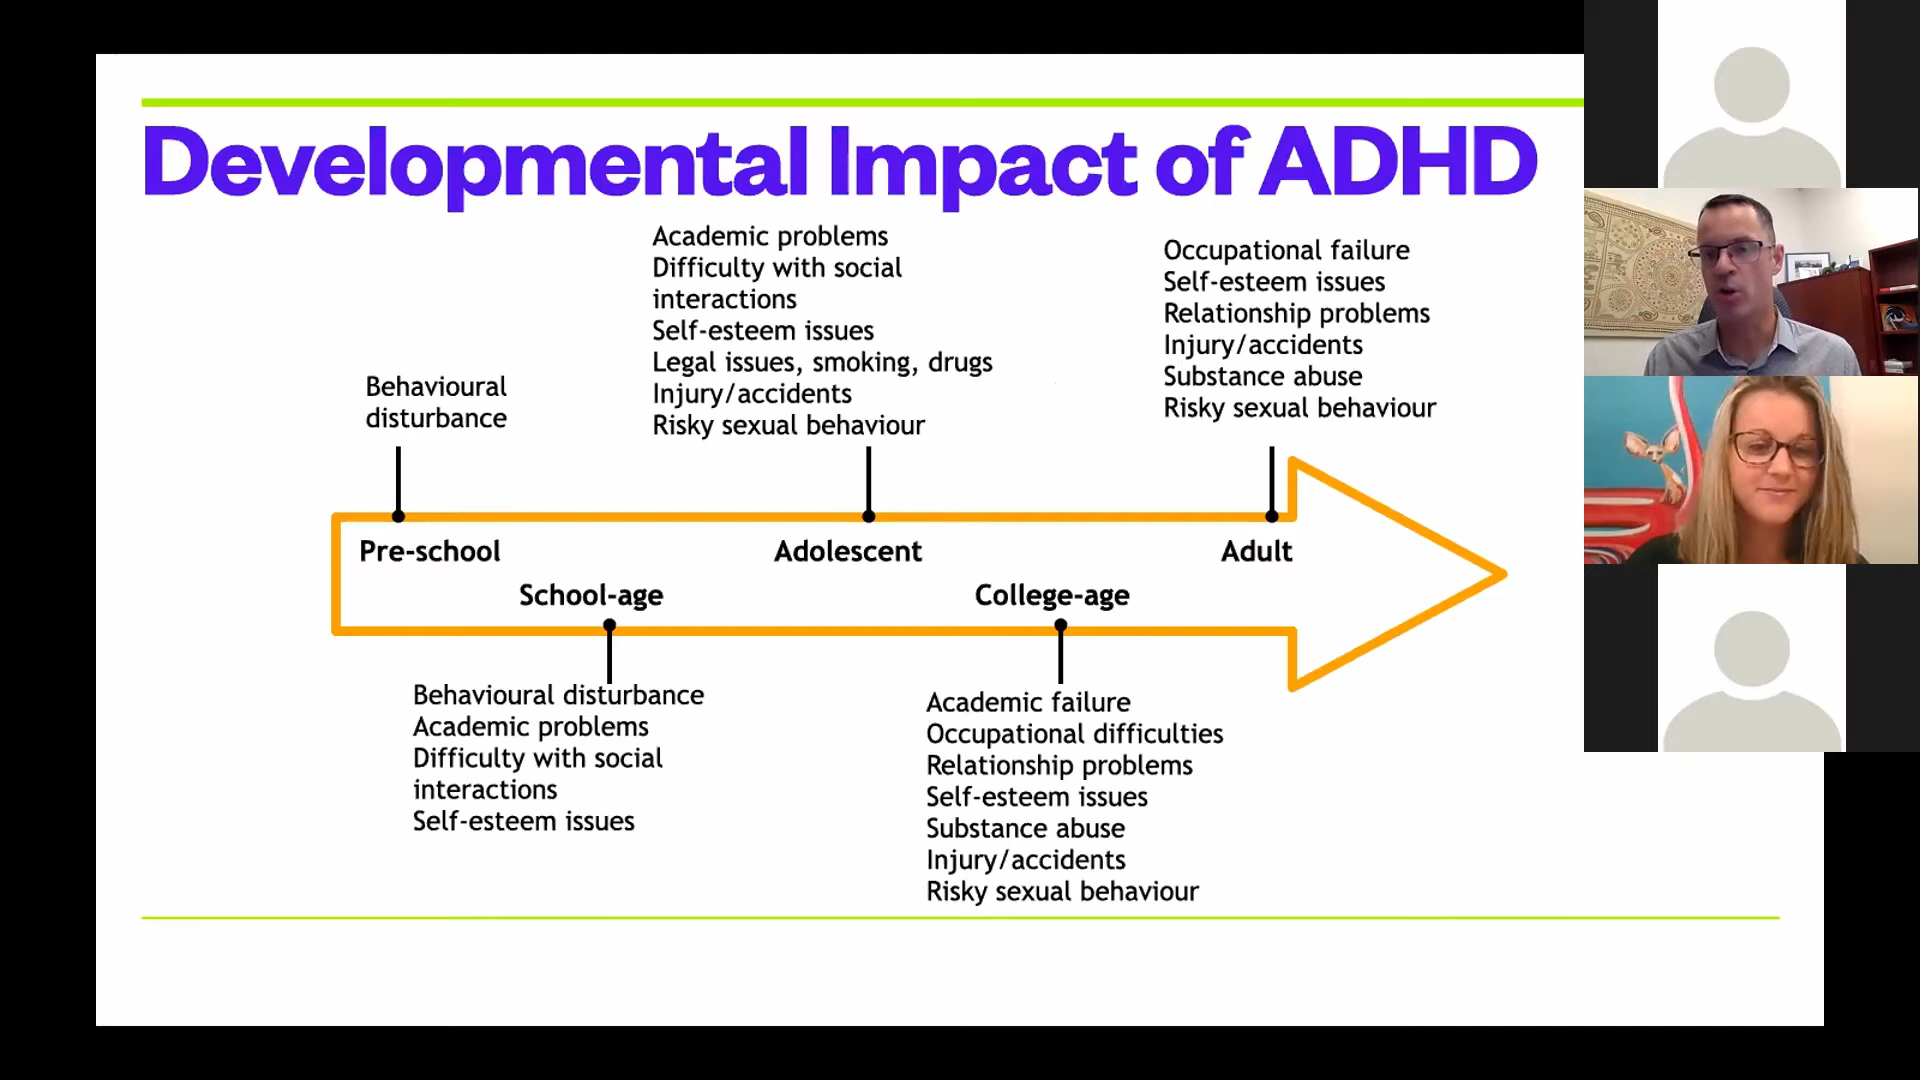 Developmental Impact of ADHD
Behavioural
disturbance
Academic problems
Difficulty with social
interactions
Self-esteem issues
Legal issues, smoking, drugs
Injury/accidents
Risky sexual behaviour
Occupational failure
Self-esteem issues
Relationship problems
Injury/accidents
Substance abuse
Risky sexual behaviour
Pre-school
Adolescent
Adult
School-age
College-age
Behavioural disturbance
Academic problems
Difficulty with social
interactions
Self-esteem issues
Academic failure
Occupational difficulties
Relationship problems
Self-esteem issues
Substance abuse
Injury/accidents
Risky sexual behaviour